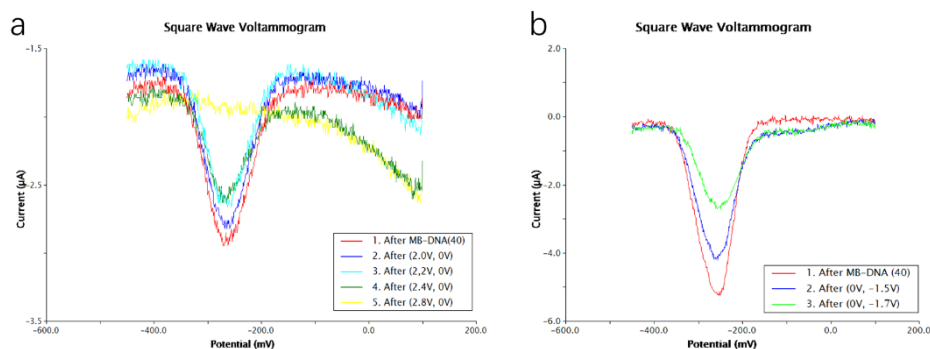 a
Square Wave Voltammogram
−1.5
−2.5
−3.5
Current (μA)
−600.0
−400.0
−200.0
0.0
200.0
Potential (mV)
1. After MB-DNA(40)
2. After (2.0V, 0V)
3. After (2,2V, 0V)
4. After (2.4V, 0V)
5. After (2.8V, 0V)
b
Square Wave Voltammogram
2.0
0.0
−2.0
−4.0
−6.0
Current (μA)
−600.0
−400.0
−200.0
0.0
200.0
Potential (mV)
1. After MB-DNA (40)
2. After (0V, −1.5V)
3. After (0V, −1.7V)